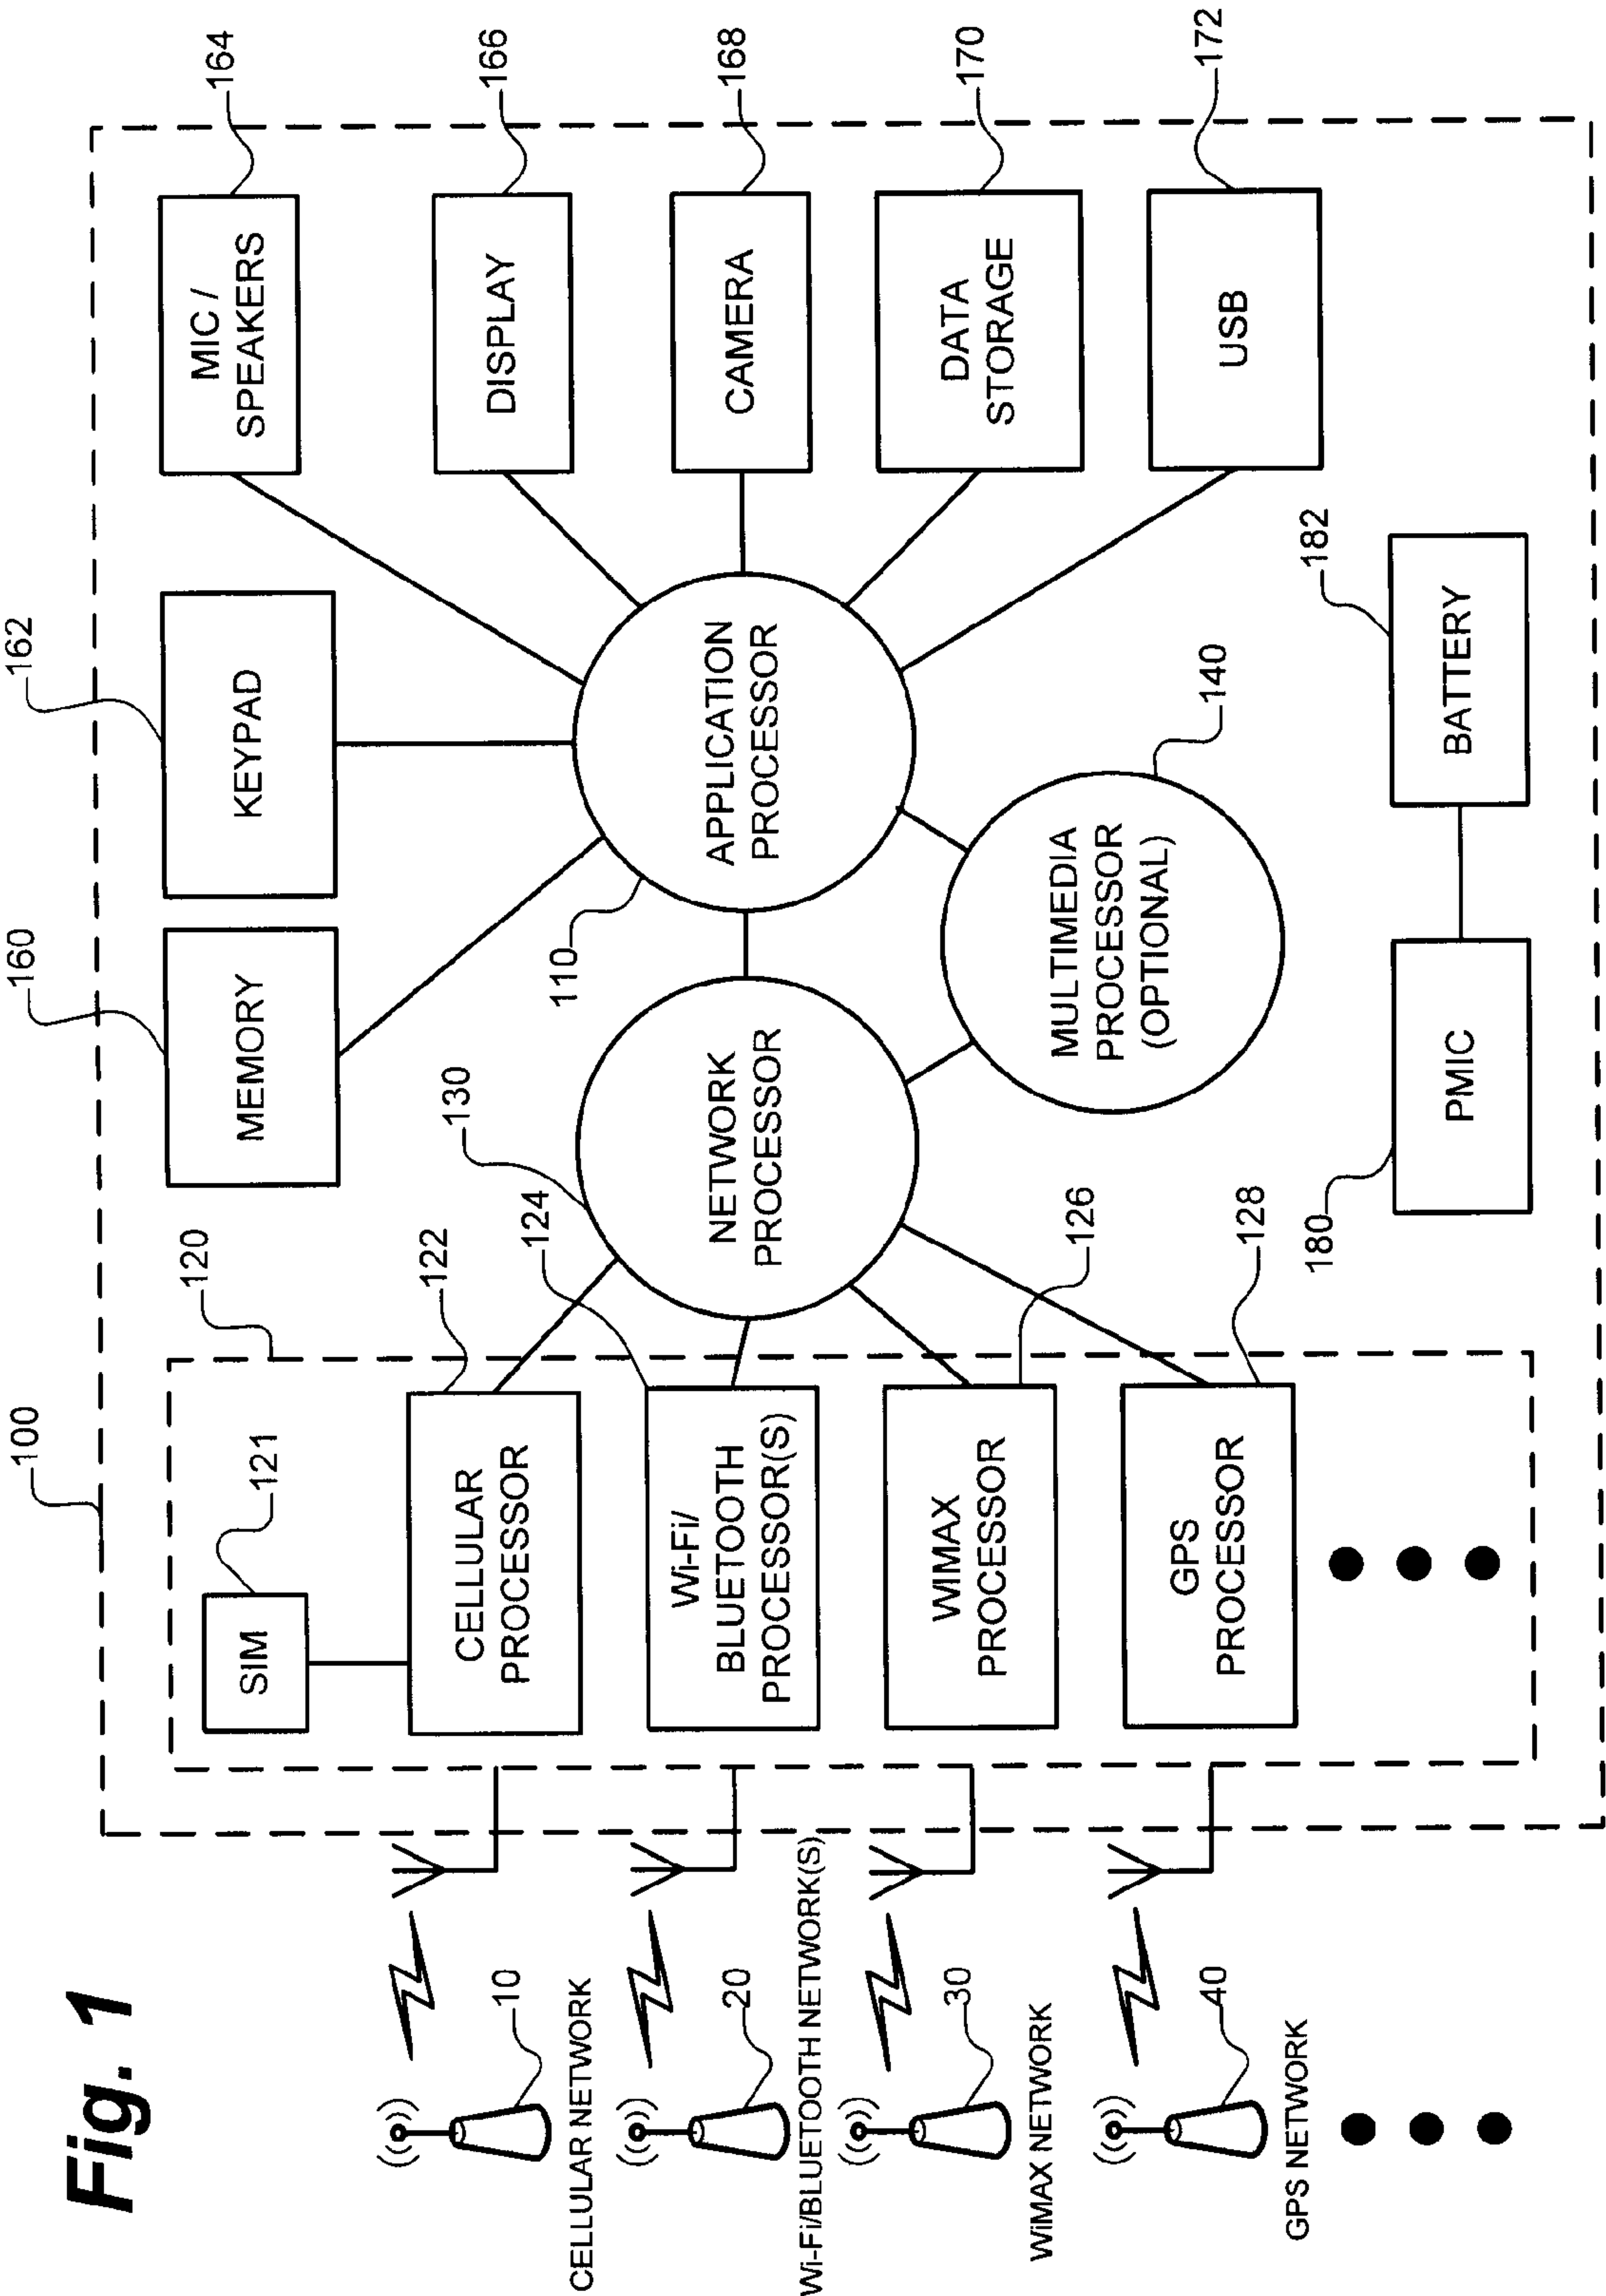 Fig. 1
100
120
121
SIM
122
CELLULAR
PROCESSOR
124
Wi-Fi/
BLUETOOTH
PROCESSOR(S)
126
WiMAX
PROCESSOR
128
GPS
PROCESSOR
10
CELLULAR NETWORK
20
Wi-Fi/BLUETOOTH NETWORK(S)
30
WiMAX NETWORK
40
GPS NETWORK
160
MEMORY
162
KEYPAD
164
MIC /
SPEAKERS
166
DISPLAY
168
CAMERA
170
DATA
STORAGE
172
USB
130
NETWORK
PROCESSOR
110
APPLICATION
PROCESSOR
140
MULTIMEDIA
PROCESSOR
(OPTIONAL)
180
PMIC
182
BATTERY